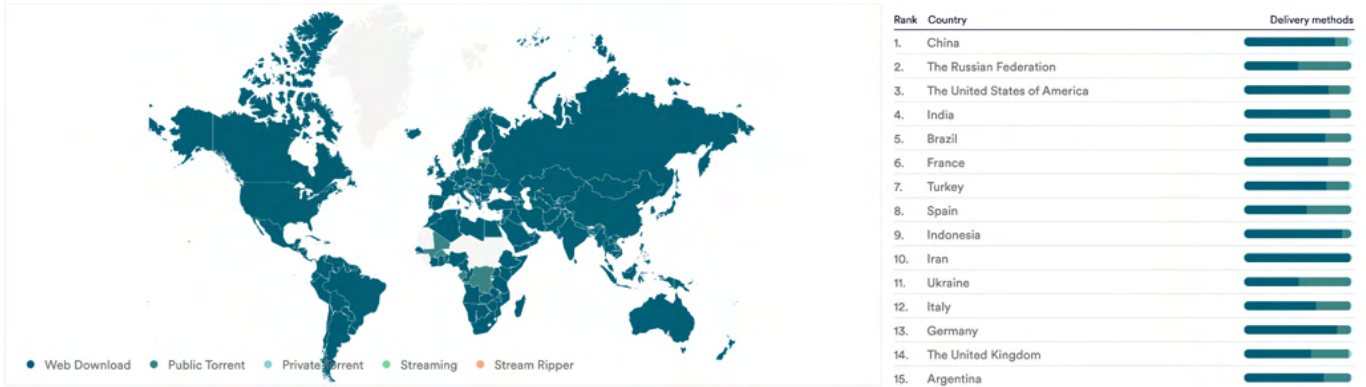 Web Download
Public Torrent
Private Torrent
Streaming
Stream Ripper
Rank Country Delivery methods
1. China
2. The Russian Federation
3. The United States of America
4. India
5. Brazil
6. France
7. Turkey
8. Spain
9. Indonesia
10. Iran
11. Ukraine
12. Italy
13. Germany
14. The United Kingdom
15. Argentina